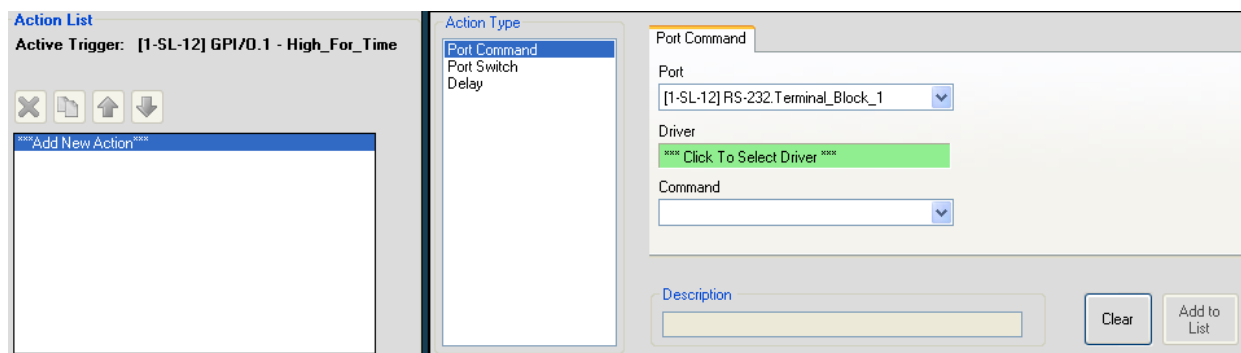 Action List
Active Trigger: [1-SL-12] GPI/O.1 - High_For_Time
***Add New Action***
Action Type
Port Command
Port Switch
Delay
Port Command
Port
[1-SL-12] RS-232.Terminal_Block_1
Driver
*** Click To Select Driver ***
Command
Description
Clear
Add to
List